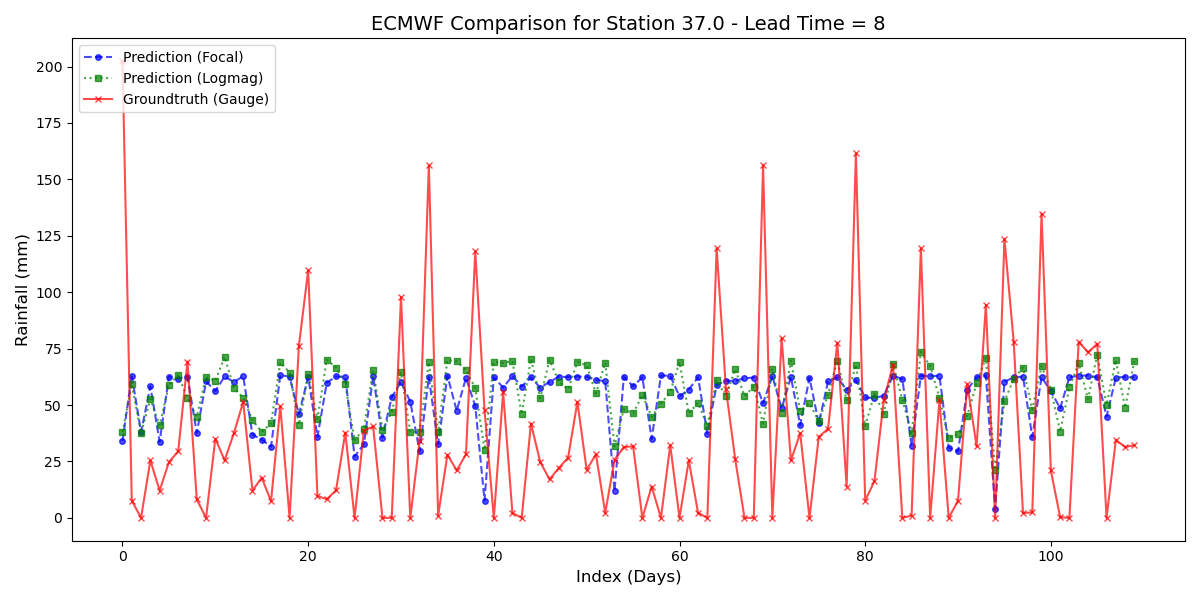 ECMWF Comparison for Station 37.0 - Lead Time = 8
Prediction (Focal)
Prediction (Logmag)
Groundtruth (Gauge)
Rainfall (mm)
200
175
150
125
100
75
50
25
0
0 20 40 60 80 100
Index (Days)